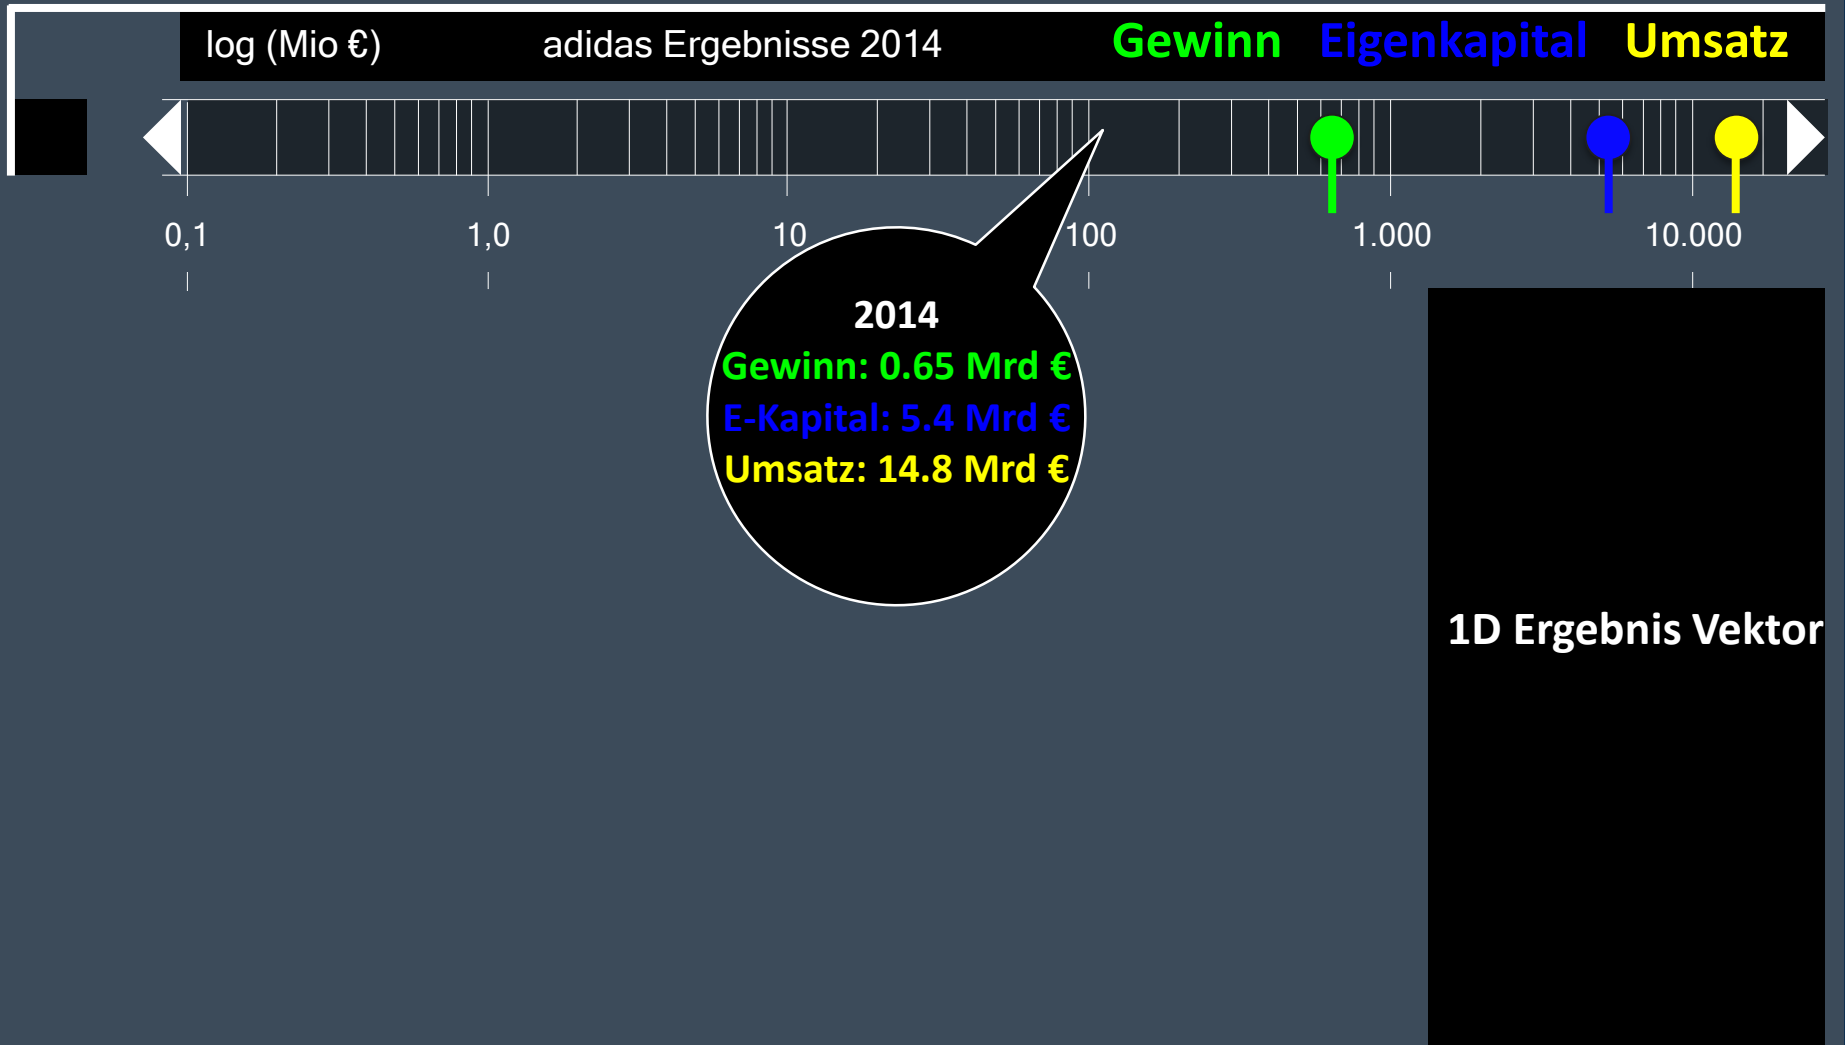 log (Mio €) adidas Ergebnisse 2014 Gewinn Eigenkapital Umsatz
0,1 1,0 10 100 1.000 10.000
2014
Gewinn: 0.65 Mrd €
E-Kapital: 5.4 Mrd €
Umsatz: 14.8 Mrd €
1D Ergebnis Vektor